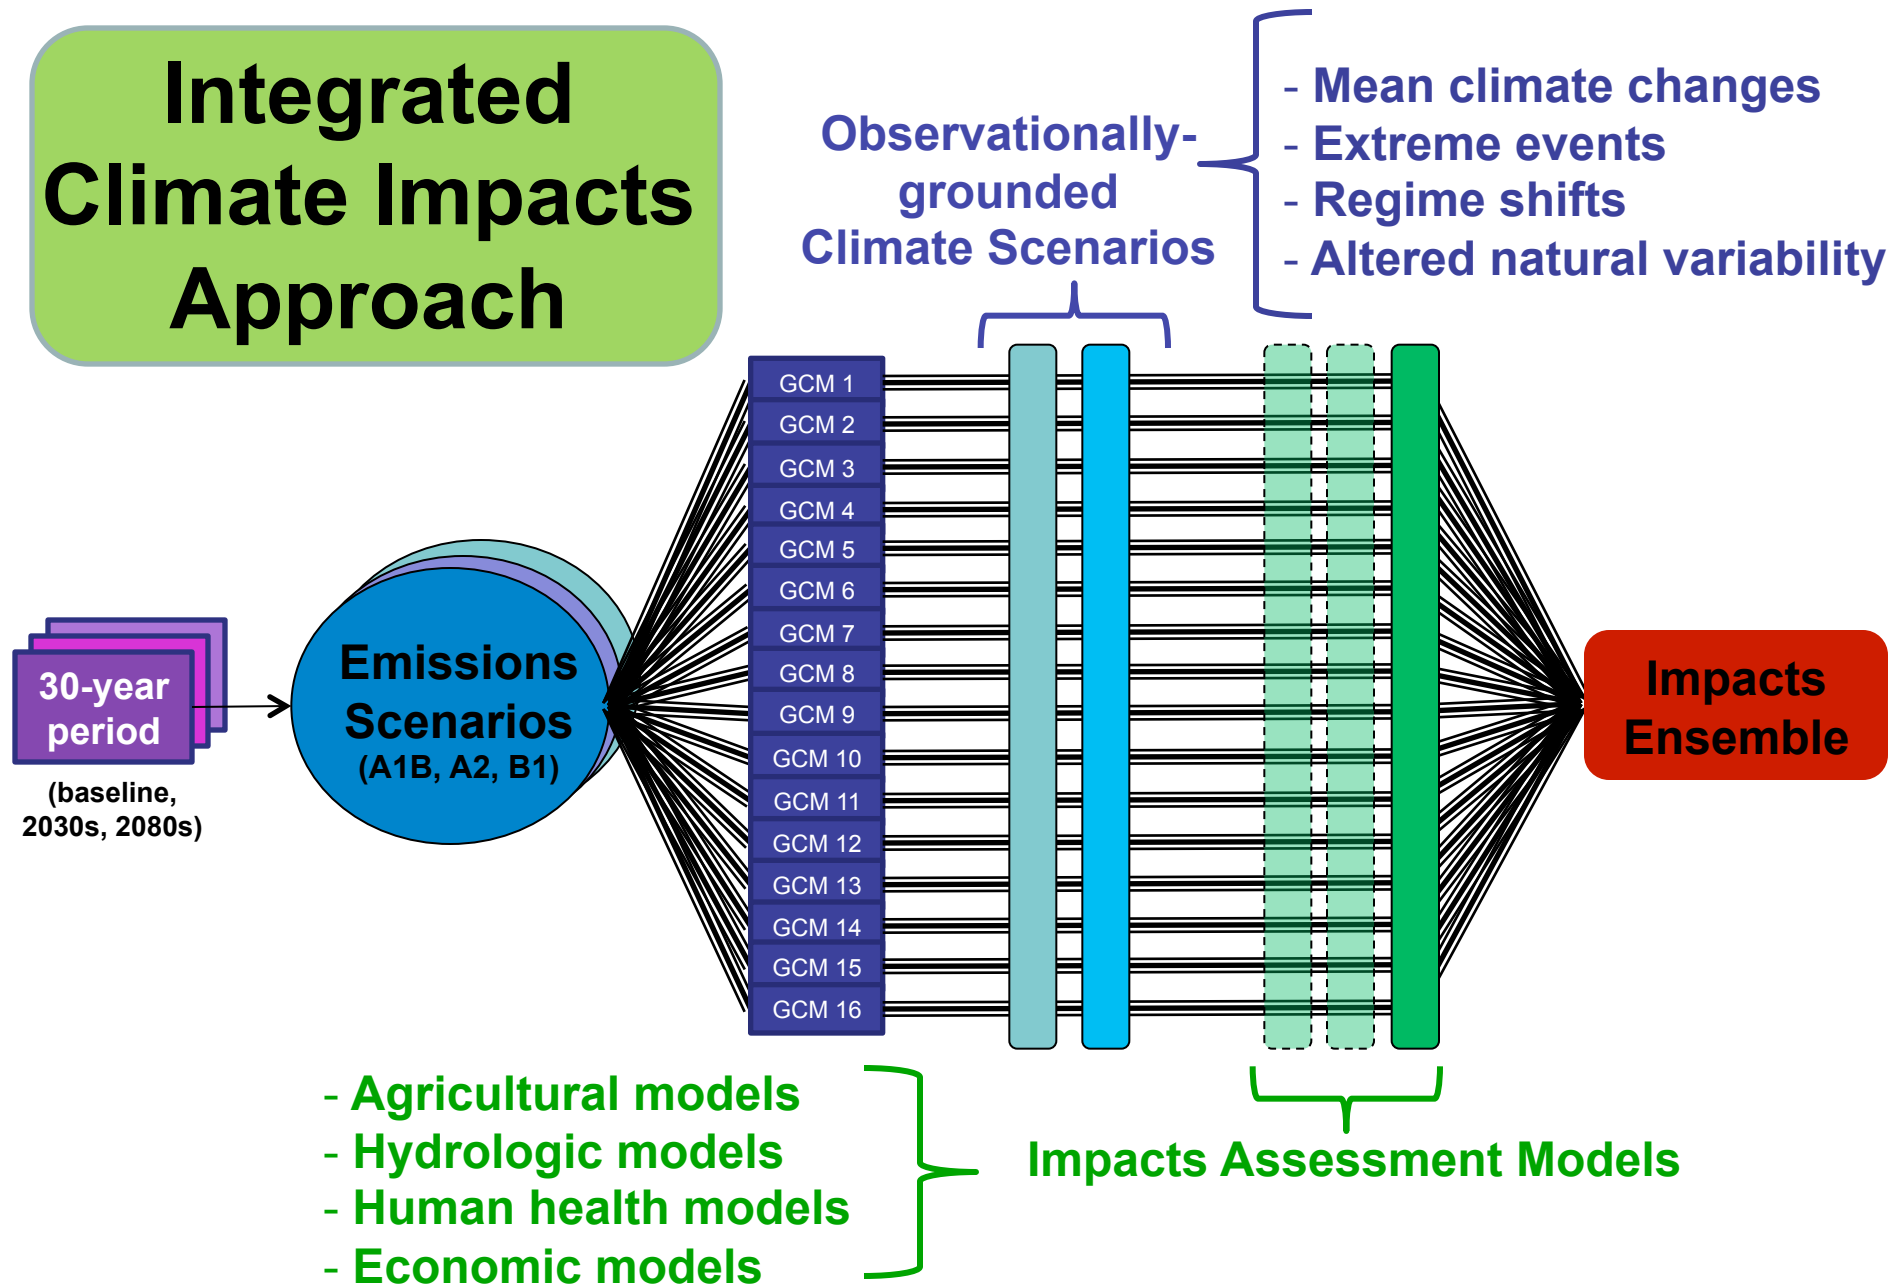 Integrated
Climate Impacts
Approach
Observationally-
grounded
Climate Scenarios
- Mean climate changes
- Extreme events
- Regime shifts
- Altered natural variability
GCM 1
GCM 2
GCM 3
GCM 4
GCM 5
GCM 6
GCM 7
GCM 8
GCM 9
GCM 10
GCM 11
GCM 12
GCM 13
GCM 14
GCM 15
GCM 16
30-year
period
(baseline,
2030s, 2080s)
Emissions
Scenarios
(A1B, A2, B1)
Impacts
Ensemble
- Agricultural models
- Hydrologic models
- Human health models
- Economic models
Impacts Assessment Models